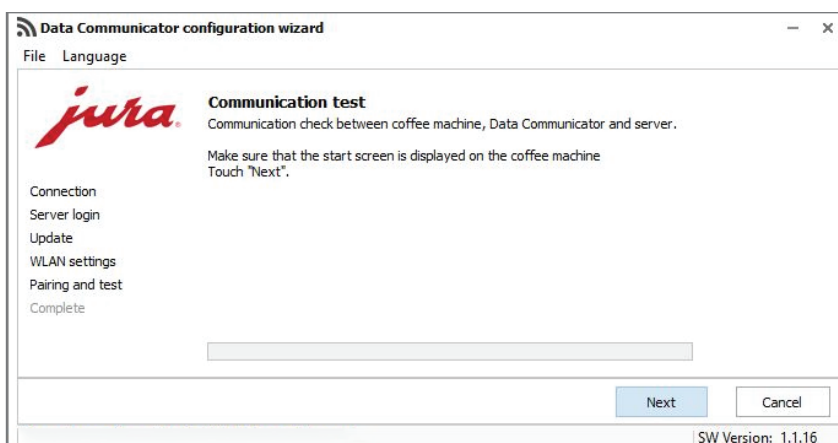 Data Communicator configuration wizard
File Language
jura
Communication test
Communication check between coffee machine, Data Communicator and server.
Make sure that the start screen is displayed on the coffee machine
Touch "Next".
Connection
Server login
Update
WLAN settings
Pairing and test
Complete
Next Cancel
SW Version: 1.1.16